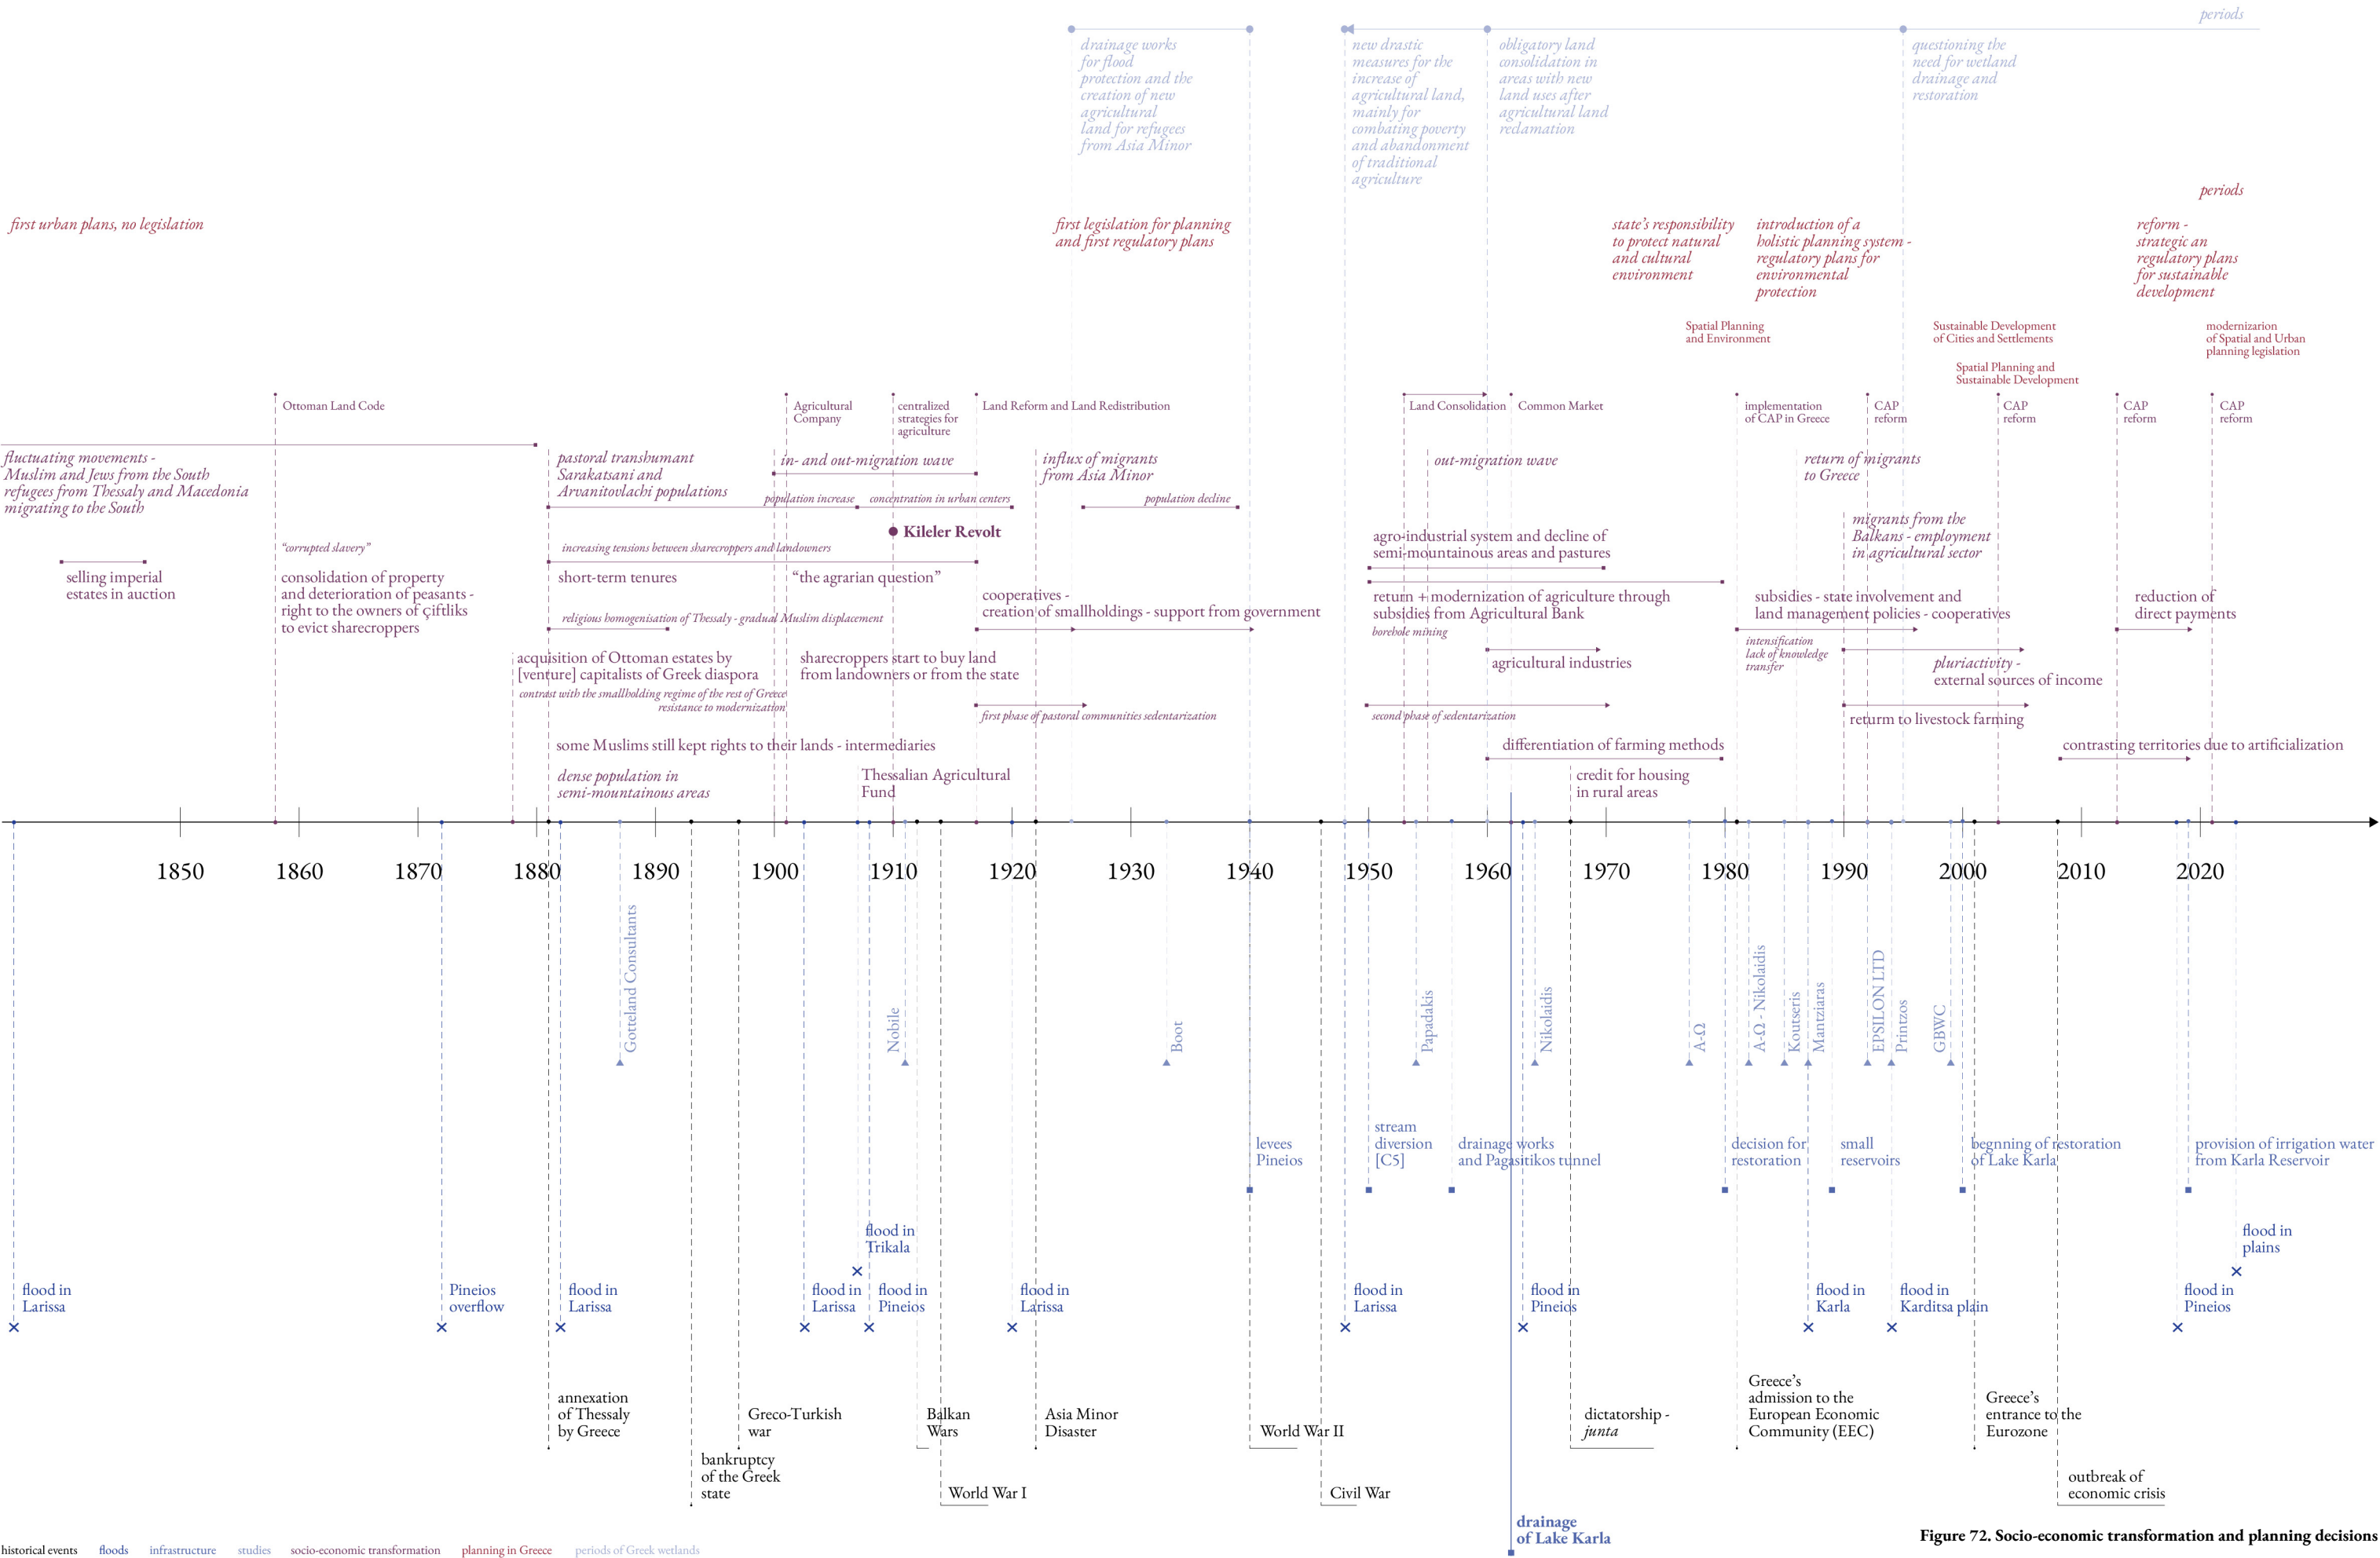 periods
drainage works
for flood
protection and the
creation of new
agricultural
land for refugees
from Asia Minor
new drastic
measures for the
increase of
agricultural land,
mainly for
combating poverty
and abandonment
of traditional
agriculture
obligatory land
consolidation in
areas with new
land uses after
agricultural land
reclamation
questioning the
need for wetland
drainage and
restoration
periods
first urban plans, no legislation
first legislation for planning
and first regulatory plans
state's responsibility
to protect natural
and cultural
environment
introduction of a
holistic planning system -
regulatory plans for
environmental
protection
reform -
strategic an
regulatory plans
for sustainable
development
Spatial Planning
and Environment
Sustainable Development
of Cities and Settlements
Spatial Planning and
Sustainable Development
modernizarion
of Spatial and Urban
planning legislation
Ottoman Land Code
Agricultural
Company
centralized
strategies for
agriculture
Land Reform and Land Redistribution
Land Consolidation
Common Market
implementation
of CAP in Greece
CAP
reform
CAP
reform
CAP
reform
CAP
reform
fluctuating movements -
Muslim and Jews from the South
refugees from Thessaly and Macedonia
migrating to the South
pastoral transhumant
Sarakatsani and
Arvanitovlachi populations
in- and out-migration wave
population increase
concentration in urban centers
influx of migrants
from Asia Minor
population decline
out-migration wave
return of migrants
to Greece
Kileler Revolt
migrants from the
Balkans - employment
in agricultural sector
"corrupted slavery"
increasing tensions between sharecroppers and landowners
agro-industrial system and decline of
semi-mountainous areas and pastures
selling imperial
estates in auction
consolidation of property
and deterioration of peasants -
right to the owners of çiftliks
to evict sharecroppers
short-term tenures
"the agrarian question"
cooperatives -
creation of smallholdings - support from government
return + modernization of agriculture through
subsidies from Agricultural Bank
borehole mining
subsidies - state involvement and
land management policies - cooperatives
reduction of
direct payments
religious homogenisation of Thessaly - gradual Muslim displacement
intensification
lack of knowledge
transfer
acquisition of Ottoman estates by
[venture] capitalists of Greek diaspora
contrast with the smallholding regime of the rest of Greece
resistance to modernization
sharecroppers start to buy land
from landowners or from the state
agricultural industries
pluriactivity -
external sources of income
first phase of pastoral communities sedentarization
second phase of sedentarization
returm to livestock farming
some Muslims still kept rights to their lands - intermediaries
differentiation of farming methods
contrasting territories due to artificialization
dense population in
semi-mountainous areas
Thessalian Agricultural
Fund
credit for housing
in rural areas
1850 1860 1870 1880 1890 1900 1910 1920 1930 1940 1950 1960 1970 1980 1990 2000 2010 2020
Gotteland Consultants
Nobile
Boot
Papadakis
Nikolaidis
A-Ω
A-Ω - Nikolaidis
Koutseris
Mantziaras
EPSILON LTD
Printzos
GBWC
levees
Pineios
stream
diversion
[C5]
drainage works
and Pagasitikos tunnel
decision for
restoration
small
reservoirs
begnning of restoration
of Lake Karla
provision of irrigation water
from Karla Reservoir
flood in
Trikala
flood in
plains
flood in
Larissa
Pineios
overflow
flood in
Larissa
flood in
Larissa
flood in
Pineios
flood in
Larissa
flood in
Larissa
flood in
Pineios
flood in
Karla
flood in
Karditsa plain
flood in
Pineios
annexation
of Thessaly
by Greece
Greco-Turkish
war
Balkan
Wars
Asia Minor
Disaster
World War II
dictatorship -
junta
Greece's
admission to the
European Economic
Community (EEC)
Greece's
entrance to the
Eurozone
bankruptcy
of the Greek
state
World War I
Civil War
outbreak of
economic crisis
drainage
of Lake Karla
Figure 72. Socio-economic transformation and planning decisions
historical events floods infrastructure studies socio-economic transformation planning in Greece periods of Greek wetlands